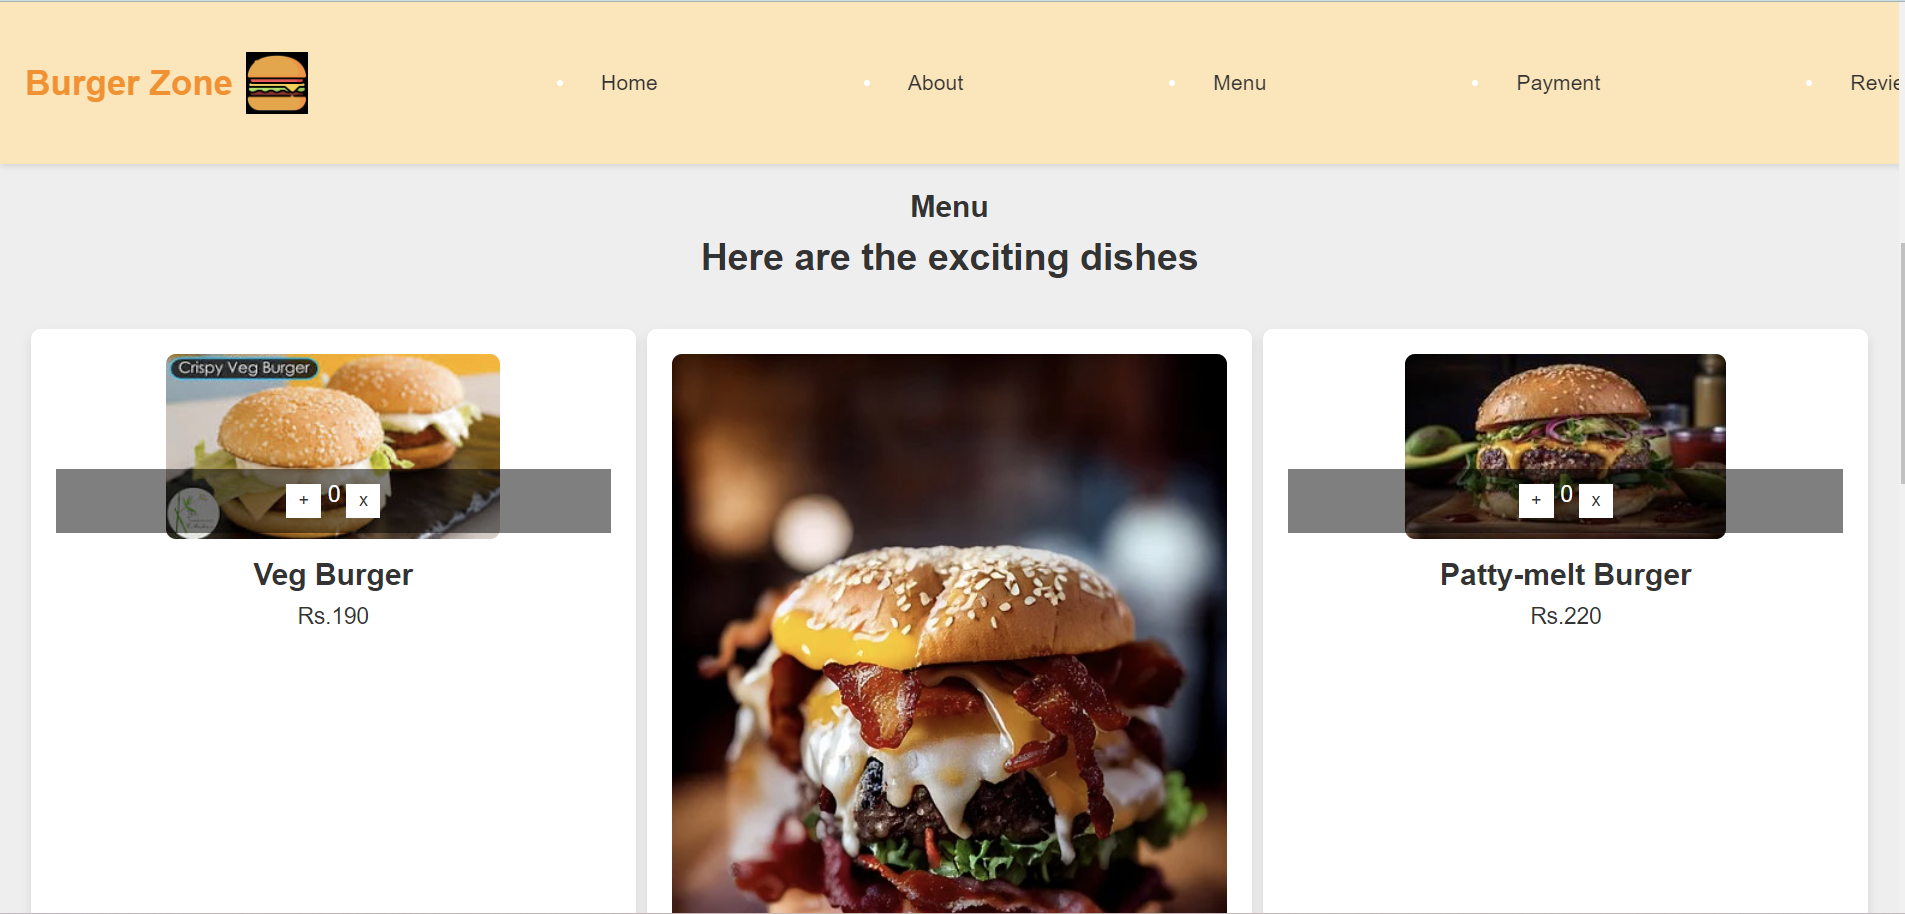 Burger Zone
Home
About
Menu
Payment
Revie
Menu
Here are the exciting dishes
Crispy Veg Burger
+ 0 x
+ 0 x
Veg Burger
Rs.190
Patty-melt Burger
Rs.220